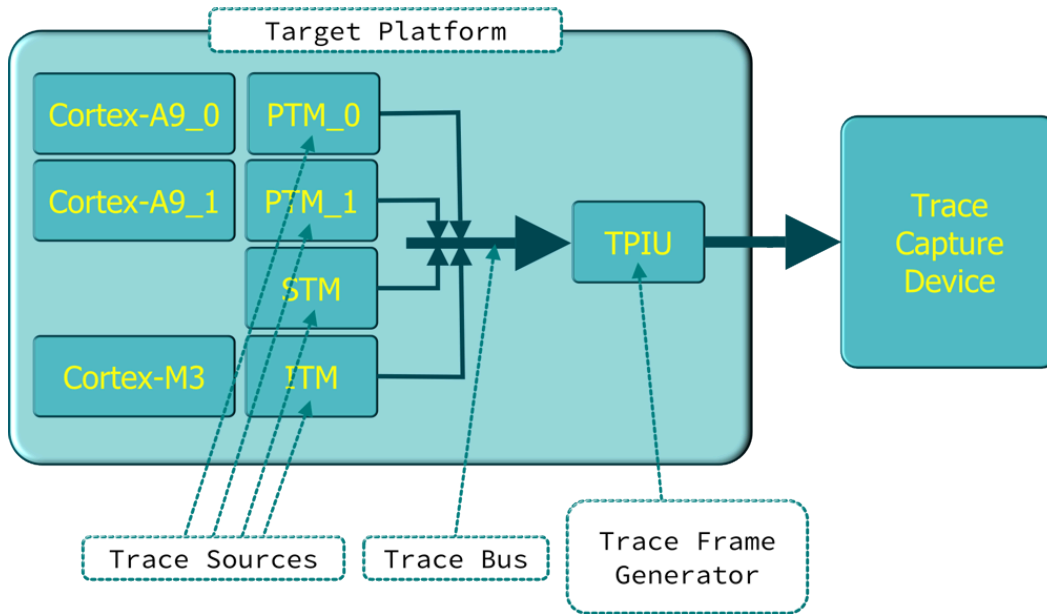 Target Platform
Cortex-A9_0
PTM_0
Cortex-A9_1
PTM_1
STM
Cortex-M3
ITM
TPIU
Trace
Capture
Device
Trace Sources
Trace Bus
Trace Frame
Generator